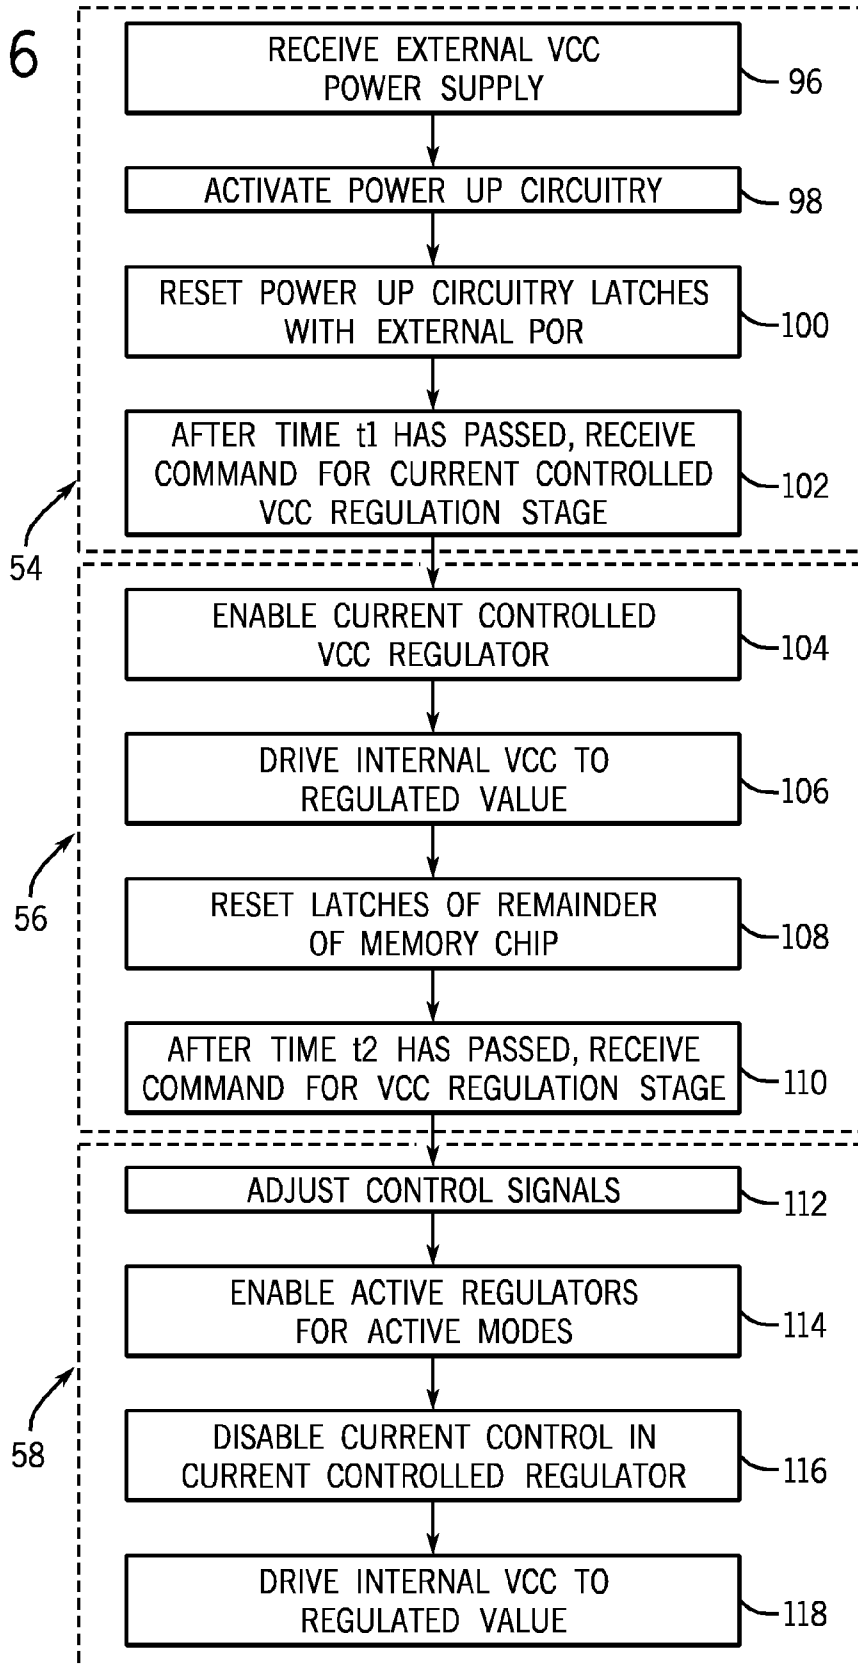 6
RECEIVE EXTERNAL VCC
POWER SUPPLY
96
ACTIVATE POWER UP CIRCUITRY
98
RESET POWER UP CIRCUITRY LATCHES
WITH EXTERNAL POR
100
AFTER TIME t1 HAS PASSED, RECEIVE
COMMAND FOR CURRENT CONTROLLED
VCC REGULATION STAGE
102
54
ENABLE CURRENT CONTROLLED
VCC REGULATOR
104
DRIVE INTERNAL VCC TO
REGULATED VALUE
106
56
RESET LATCHES OF REMAINDER
OF MEMORY CHIP
108
AFTER TIME t2 HAS PASSED, RECEIVE
COMMAND FOR VCC REGULATION STAGE
110
ADJUST CONTROL SIGNALS
112
ENABLE ACTIVE REGULATORS
FOR ACTIVE MODES
114
58
DISABLE CURRENT CONTROL IN
CURRENT CONTROLLED REGULATOR
116
DRIVE INTERNAL VCC TO
REGULATED VALUE
118